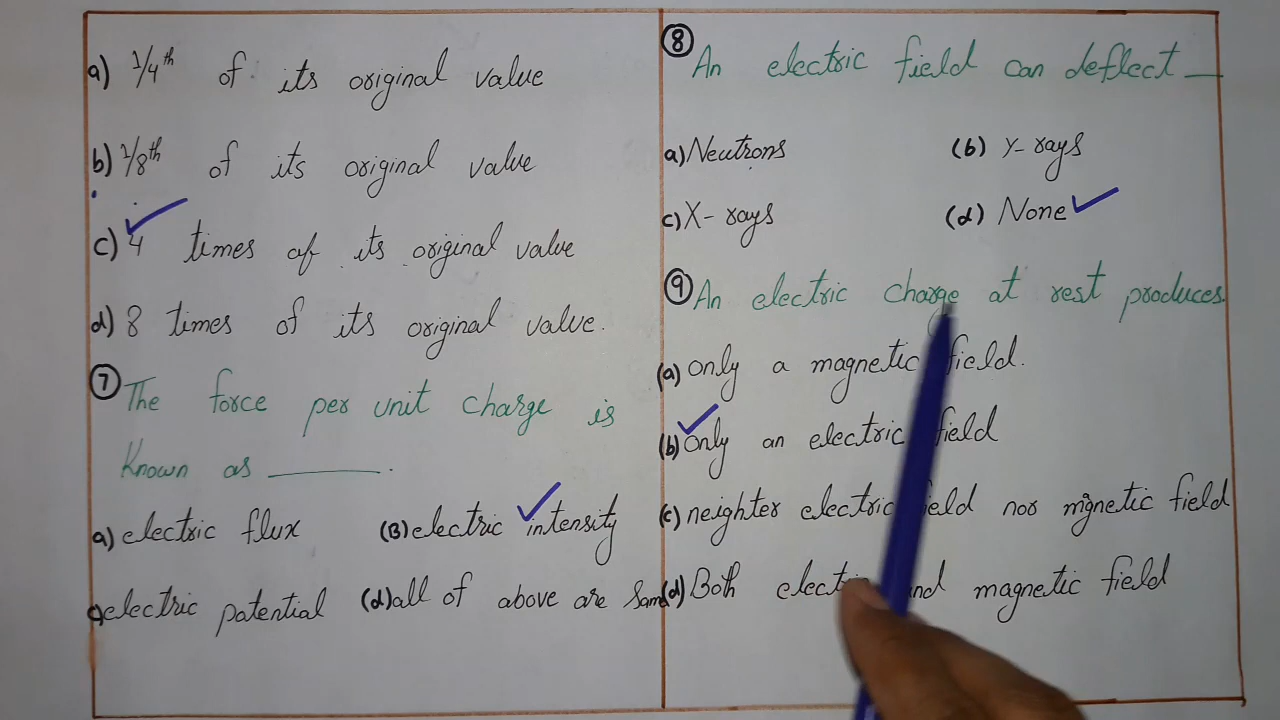 a) 1/4th of its original value
b) 1/8th of its original value
c) 4 times of its original value
d) 8 times of its original value.
⑦ The force per unit charge is
known as ________.
a) electric flux (B) electric intensity
c) electric potential (d) all of above are same
⑧ An electric field can deflect __
a) Neutrons (b) γ-rays
c) X-rays (d) None
⑨ An electric charge at rest produces.
(a) only a magnetic field.
(b) only an electric field
(c) neighter electric field nor mgnetic field
(d) Both electric and magnetic field